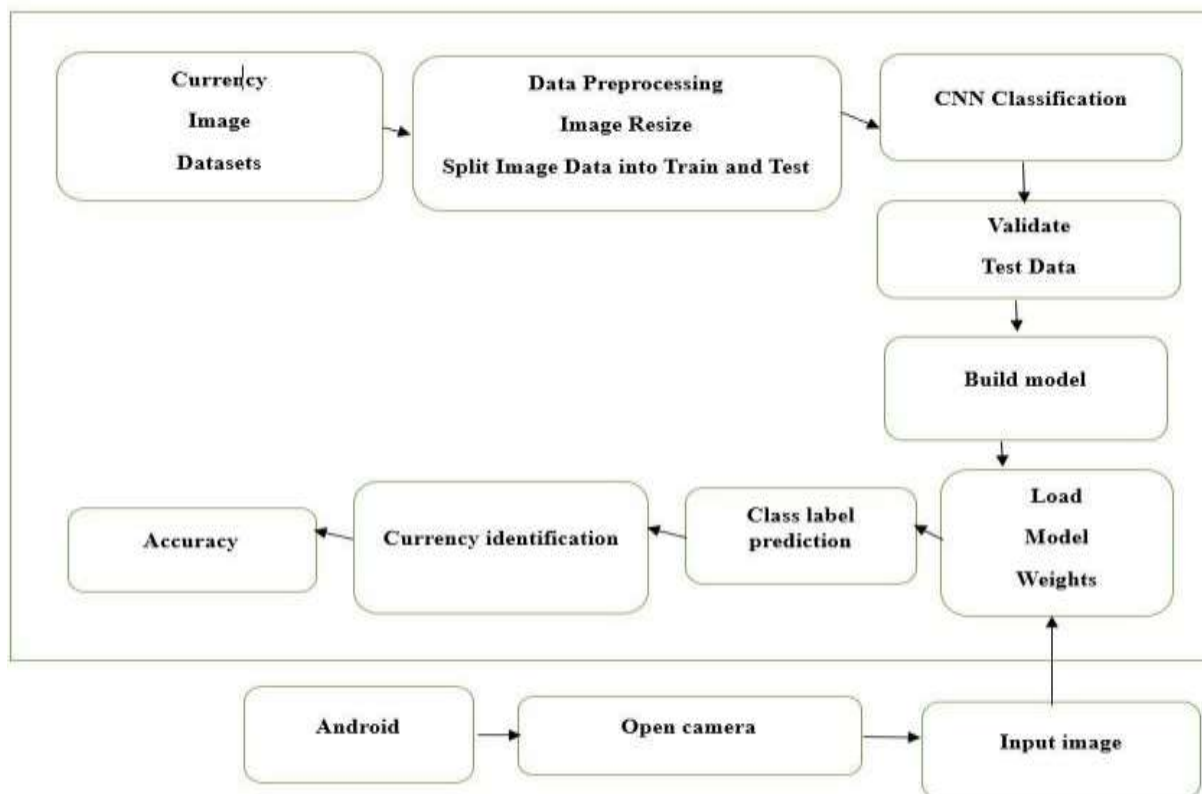 Currency
Image
Datasets
Data Preprocessing
Image Resize
Split Image Data into Train and Test
CNN Classification
Validate
Test Data
Build model
Load
Model
Weights
Class label
prediction
Currency identification
Accuracy
Android
Open camera
Input image